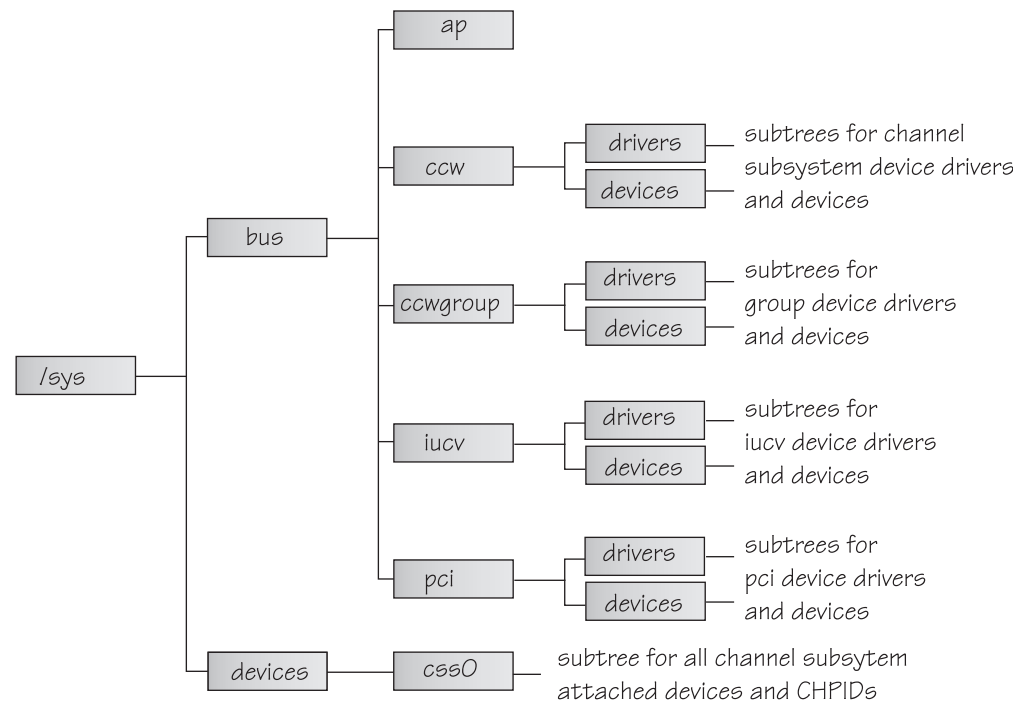 ap
ccw
drivers
devices
subtrees for channel
subsystem device drivers
and devices
bus
ccwgroup
drivers
devices
subtrees for
group device drivers
and devices
/sys
iucv
drivers
devices
subtrees for
iucv device drivers
and devices
pci
drivers
devices
subtrees for
pci device drivers
and devices
devices
css0
subtree for all channel subsytem
attached devices and CHPIDs